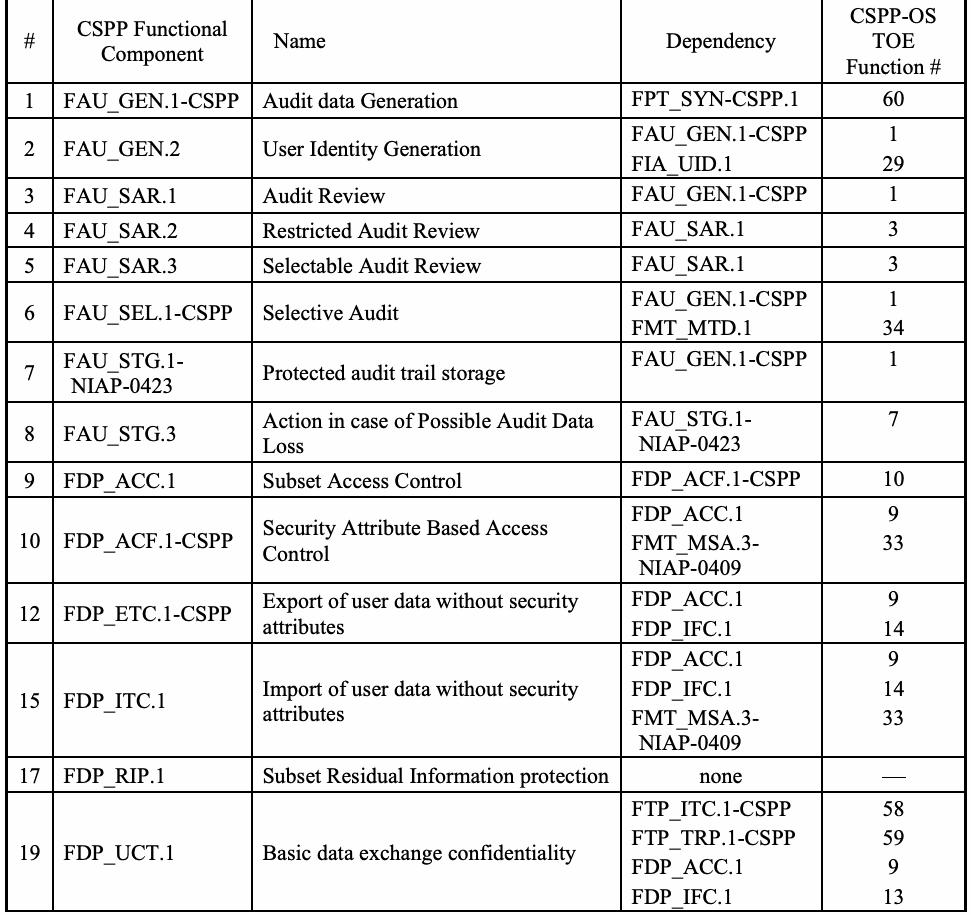 # CSPP Functional Component Name Dependency CSPP-OS TOE Function #
1 FAU_GEN.1-CSPP Audit data Generation FPT_SYN-CSPP.1 60
2 FAU_GEN.2 User Identity Generation FAU_GEN.1-CSPP 1
FIA_UID.1 29
3 FAU_SAR.1 Audit Review FAU_GEN.1-CSPP 1
4 FAU_SAR.2 Restricted Audit Review FAU_SAR.1 3
5 FAU_SAR.3 Selectable Audit Review FAU_SAR.1 3
6 FAU_SEL.1-CSPP Selective Audit FAU_GEN.1-CSPP 1
FMT_MTD.1 34
7 FAU_STG.1-
NIAP-0423 Protected audit trail storage FAU_GEN.1-CSPP 1
8 FAU_STG.3 Action in case of Possible Audit Data
Loss FAU_STG.1-
NIAP-0423 7
9 FDP_ACC.1 Subset Access Control FDP_ACF.1-CSPP 10
10 FDP_ACF.1-CSPP Security Attribute Based Access
Control FDP_ACC.1 9
FMT_MSA.3- 33
NIAP-0409
12 FDP_ETC.1-CSPP Export of user data without security
attributes FDP_ACC.1 9
FDP_IFC.1 14
15 FDP_ITC.1 Import of user data without security
attributes FDP_ACC.1 9
FDP_IFC.1 14
FMT_MSA.3- 33
NIAP-0409
17 FDP_RIP.1 Subset Residual Information protection none —
19 FDP_UCT.1 Basic data exchange confidentiality FTP_ITC.1-CSPP 58
FTP_TRP.1-CSPP 59
FDP_ACC.1 9
FDP_IFC.1 13